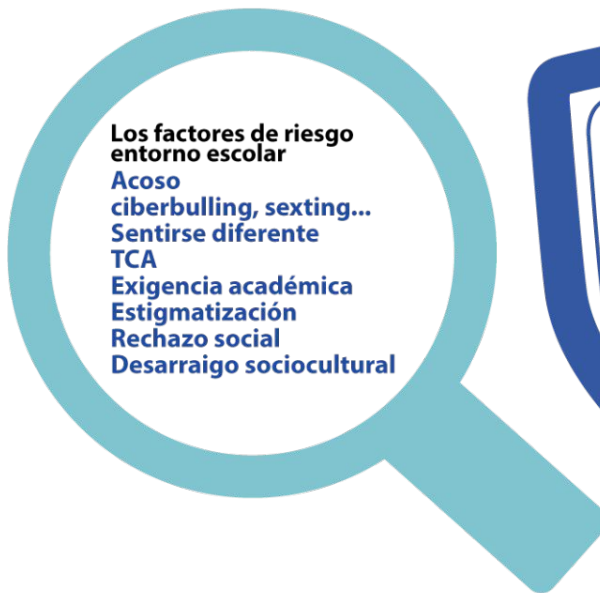 Los factores de riesgo
entorno escolar
Acoso
ciberbulling, sexting...
Sentirse diferente
TCA
Exigencia académica
Estigmatización
Rechazo social
Desarraigo sociocultural